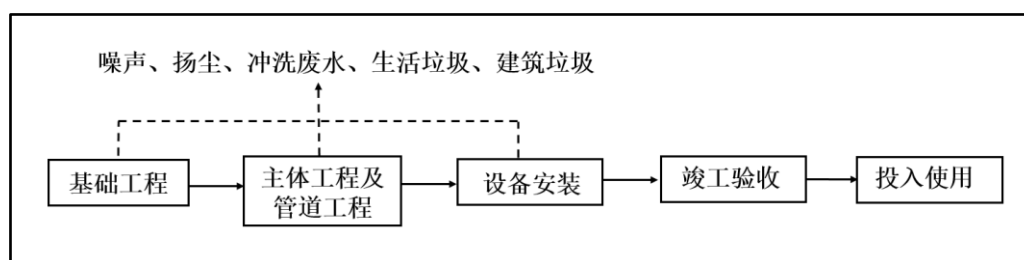 噪声、扬尘、冲洗废水、生活垃圾、建筑垃圾
基础工程
主体工程及
管道工程
设备安装
竣工验收
投入使用